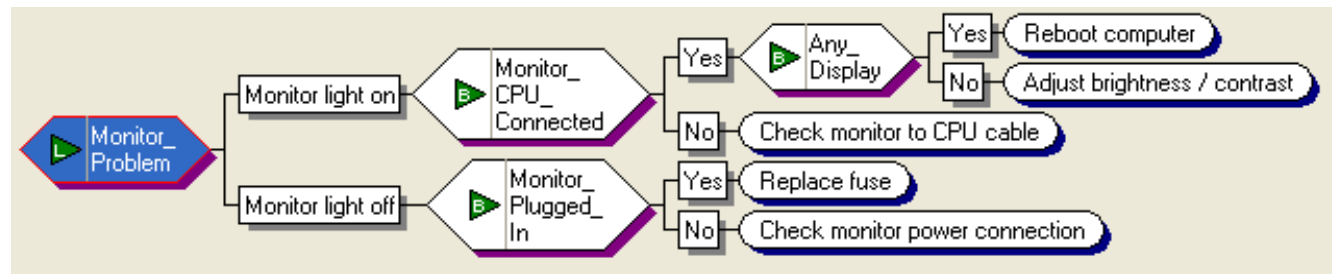 L
Monitor_
Problem
Monitor light on
B
Monitor_
CPU_
Connected
Yes
B
Any_
Display
Yes
Reboot computer
No
Adjust brightness / contrast
No
Check monitor to CPU cable
Monitor light off
B
Monitor_
Plugged_
In
Yes
Replace fuse
No
Check monitor power connection